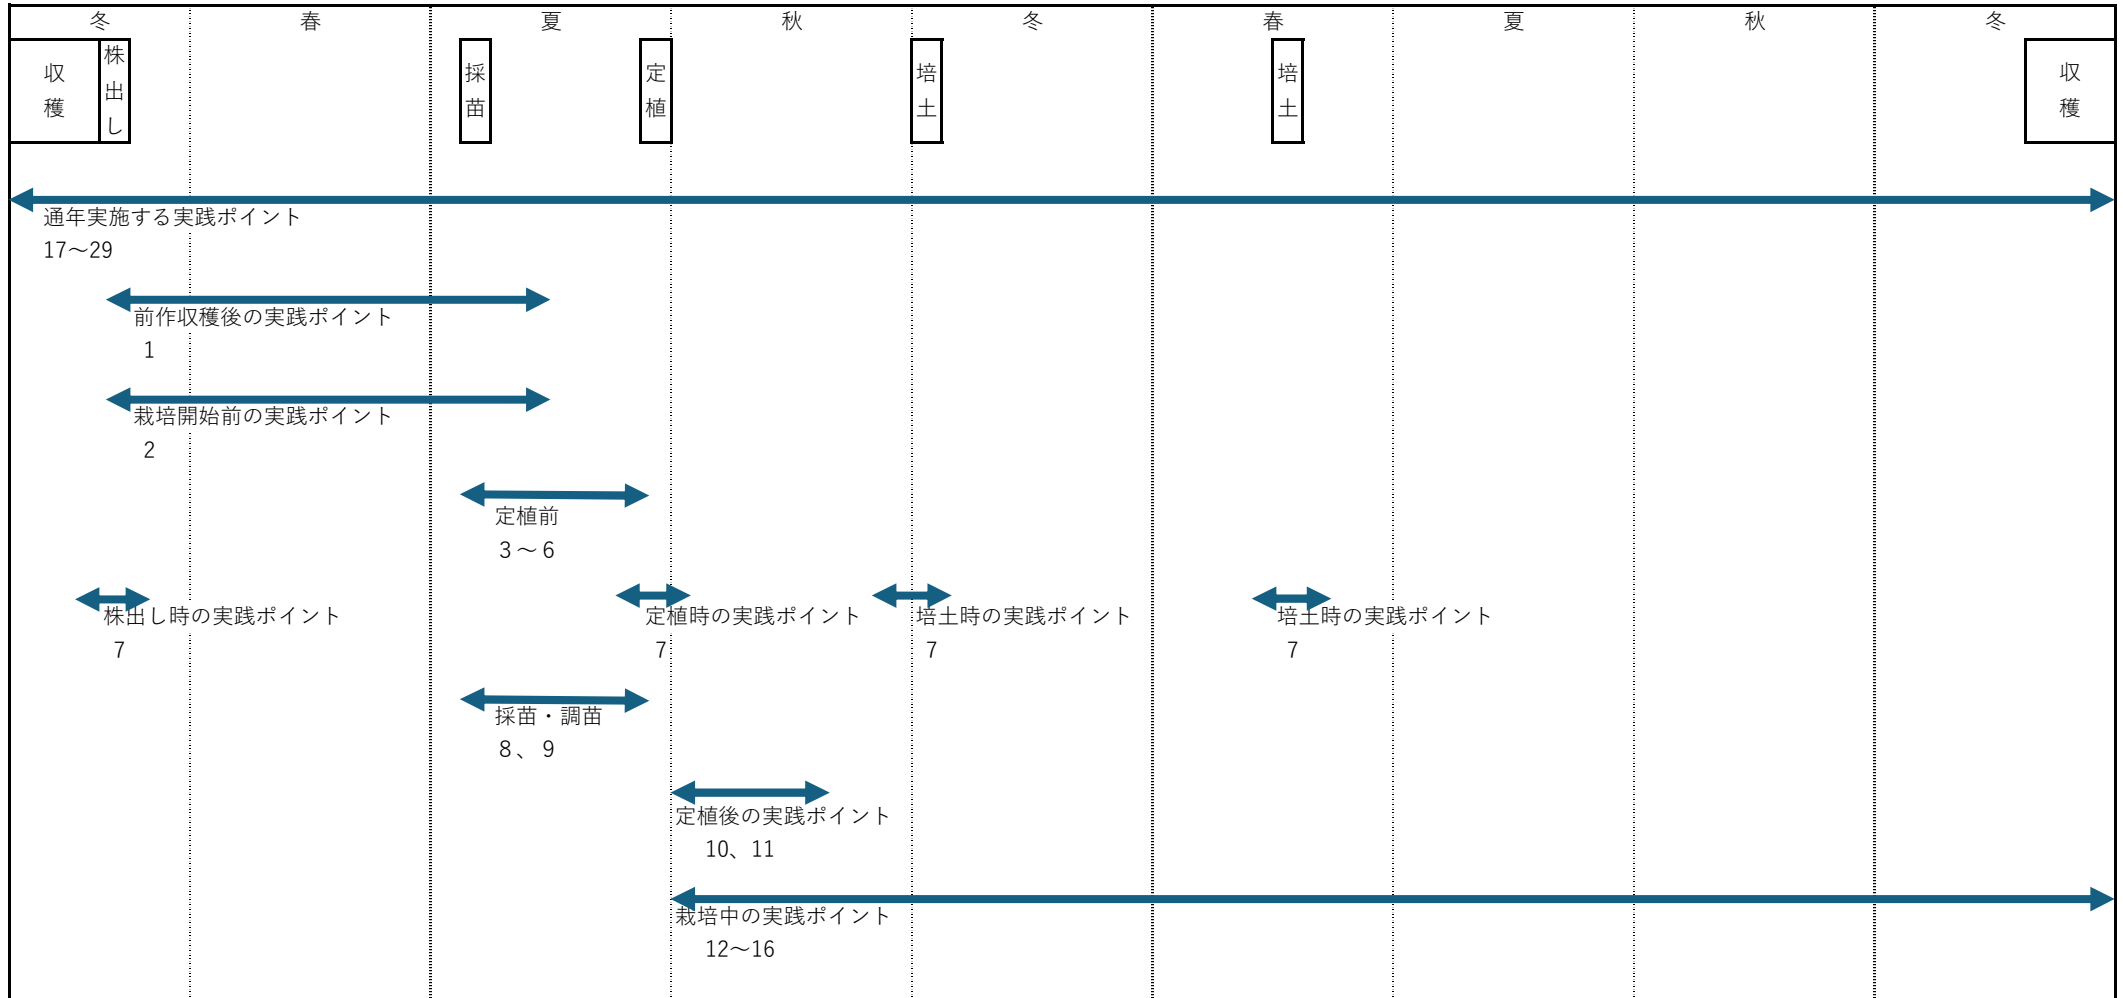 冬 春 夏 秋 冬 春 夏 秋 冬
収穫
株出し
採苗
定植
培土
培土
収穫
通年実施する実践ポイント
17～29
前作収穫後の実践ポイント
1
栽培開始前の実践ポイント
2
定植前
3～6
株出し時の実践ポイント
7
定植時の実践ポイント
7
培土時の実践ポイント
7
培土時の実践ポイント
7
採苗・調苗
8、9
定植後の実践ポイント
10、11
栽培中の実践ポイント
12～16